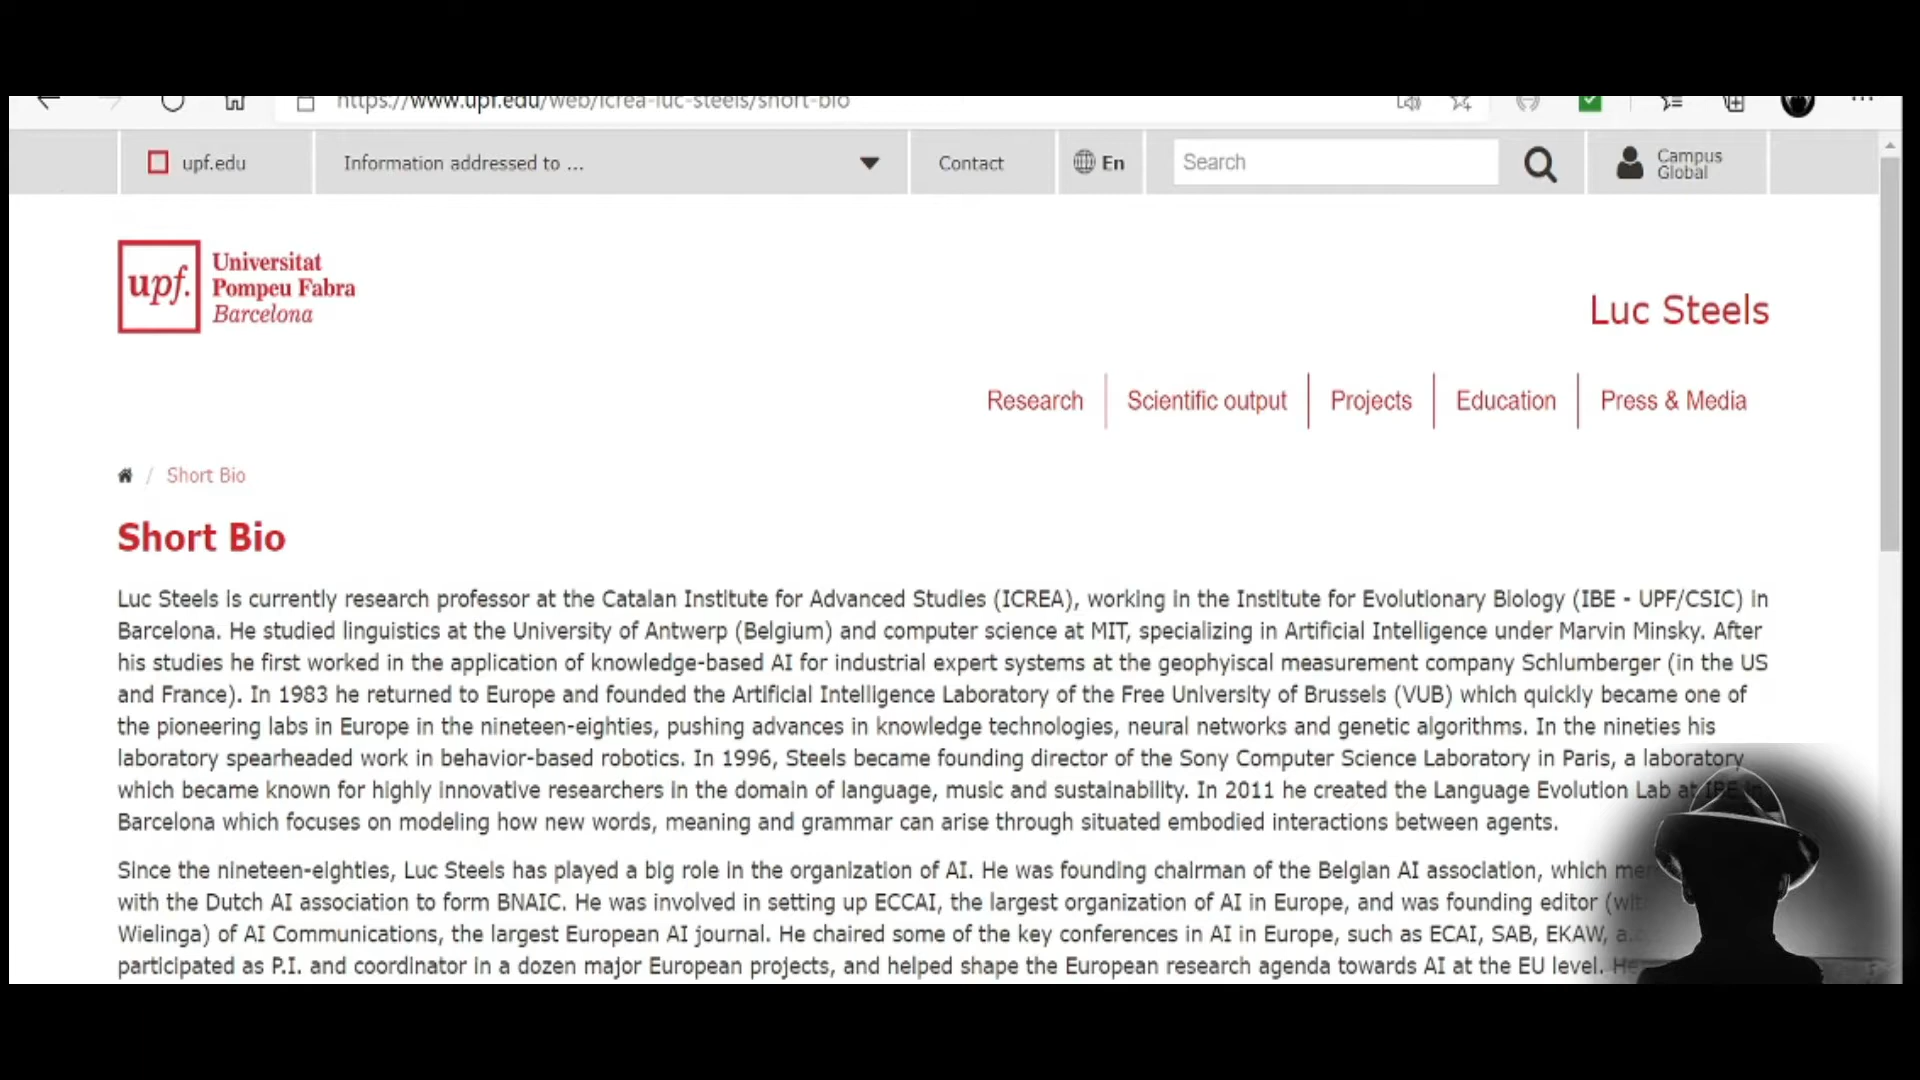 https://www.upf.edu/web/icrea-luc-steels/short-bio
upf.edu
Information addressed to ...
Contact
En
Search
Campus
Global
upf.
Universitat
Pompeu Fabra
Barcelona
Luc Steels
Research
Scientific output
Projects
Education
Press & Media
/ Short Bio
Short Bio
Luc Steels is currently research professor at the Catalan Institute for Advanced Studies (ICREA), working in the Institute for Evolutionary Biology (IBE - UPF/CSIC) in
Barcelona. He studied linguistics at the University of Antwerp (Belgium) and computer science at MIT, specializing in Artificial Intelligence under Marvin Minsky. After
his studies he first worked in the application of knowledge-based AI for industrial expert systems at the geophyiscal measurement company Schlumberger (in the US
and France). In 1983 he returned to Europe and founded the Artificial Intelligence Laboratory of the Free University of Brussels (VUB) which quickly became one of
the pioneering labs in Europe in the nineteen-eighties, pushing advances in knowledge technologies, neural networks and genetic algorithms. In the nineties his
laboratory spearheaded work in behavior-based robotics. In 1996, Steels became founding director of the Sony Computer Science Laboratory in Paris, a laboratory
which became known for highly innovative researchers in the domain of language, music and sustainability. In 2011 he created the Language Evolution Lab at IBE in
Barcelona which focuses on modeling how new words, meaning and grammar can arise through situated embodied interactions between agents.
Since the nineteen-eighties, Luc Steels has played a big role in the organization of AI. He was founding chairman of the Belgian AI association, which
with the Dutch AI association to form BNAIC. He was involved in setting up ECCAI, the largest organization of AI in Europe, and was founding editor
Wielinga) of AI Communications, the largest European AI journal. He chaired some of the key conferences in AI in Europe, such as ECAI, SAB, EKAW,
participated as P.I. and coordinator in a dozen major European projects, and helped shape the European research agenda towards AI at the EU level. He